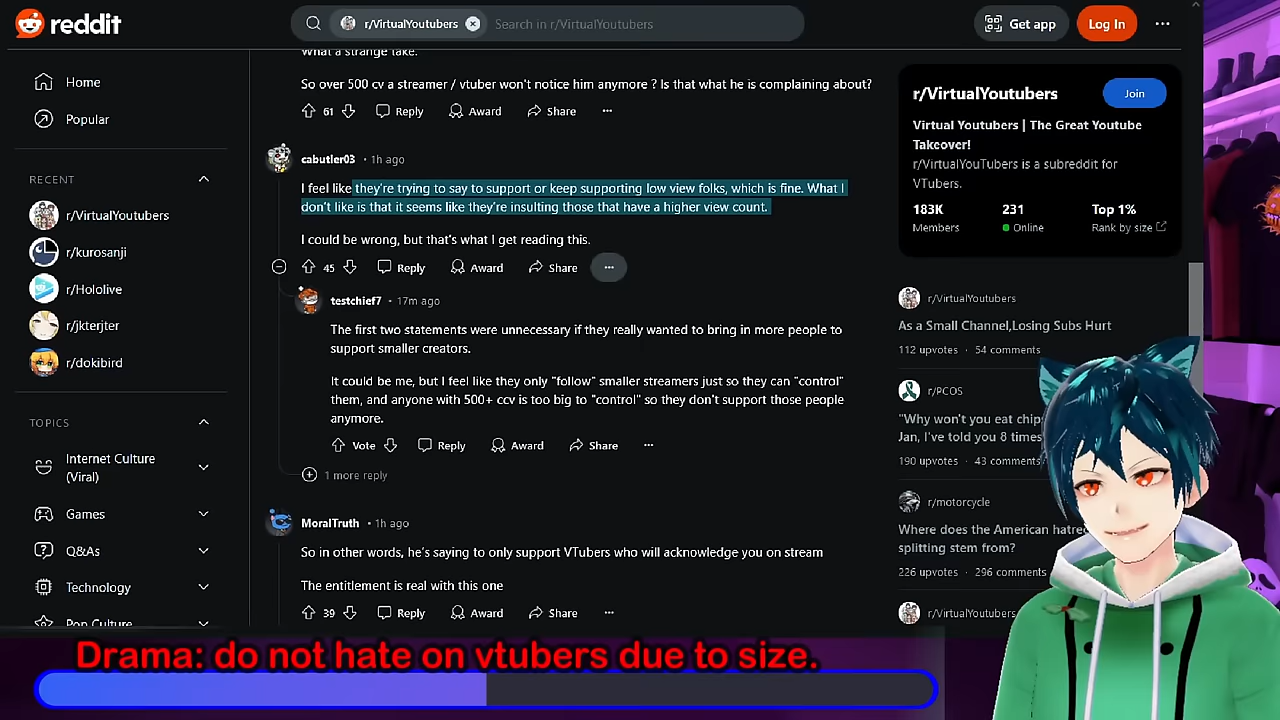 reddit
r/VirtualYoutubers
Search in r/VirtualYoutubers
Get app
Log In
Home
Popular
RECENT
r/VirtualYoutubers
r/kurosanji
r/Hololive
r/jkterjter
r/dokibird
TOPICS
Internet Culture
(Viral)
Games
Q&As
Technology
Pop Culture
What a strange take.
So over 500 cv a streamer / vtuber won't notice him anymore ? Is that what he is complaining about?
61 Reply Award Share
cabutler03 • 1h ago
I feel like they're trying to say to support or keep supporting low view folks, which is fine. What I
don't like is that it seems like they're insulting those that have a higher view count.
I could be wrong, but that's what I get reading this.
45 Reply Award Share
testchief7 • 17m ago
The first two statements were unnecessary if they really wanted to bring in more people to
support smaller creators.
It could be me, but I feel like they only "follow" smaller streamers just so they can "control"
them, and anyone with 500+ ccv is too big to "control" so they don't support those people
anymore.
Vote Reply Award Share
1 more reply
MoralTruth • 1h ago
So in other words, he's saying to only support VTubers who will acknowledge you on stream
The entitlement is real with this one
39 Reply Award Share
r/VirtualYoutubers
Join
Virtual Youtubers | The Great Youtube
Takeover!
r/VirtualYoutubers is a subreddit for
VTubers.
183K 231 Top 1%
Members Online Rank by size
r/VirtualYoutubers
As a Small Channel,Losing Subs Hurt
112 upvotes • 54 comments
r/PCOS
"Why won't you eat chips
Jan, I've told you 8 times
190 upvotes • 43 comments
r/motorcycle
Where does the American hatred
splitting stem from?
226 upvotes • 296 comments
r/VirtualYoutubers
Drama: do not hate on vtubers due to size.